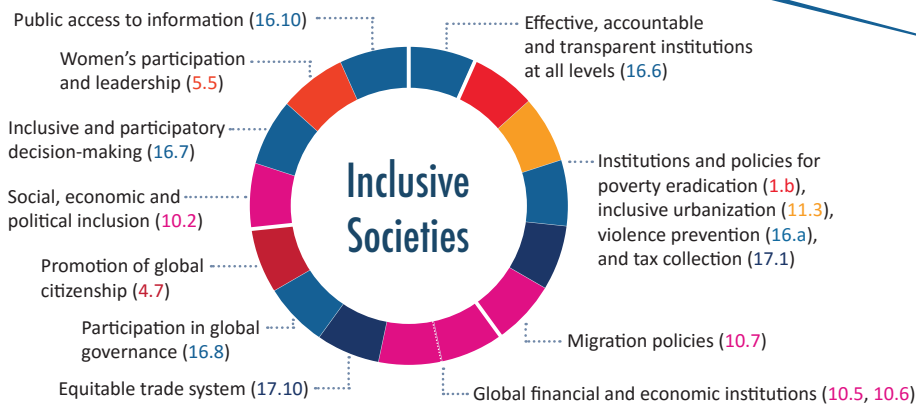 Public access to information (16.10)
Effective, accountable
and transparent institutions
at all levels (16.6)
Women’s participation
and leadership (5.5)
Inclusive and participatory
decision-making (16.7)
Social, economic and
political inclusion (10.2)
Promotion of global
citizenship (4.7)
Participation in global
governance (16.8)
Equitable trade system (17.10)
Inclusive
Societies
Institutions and policies for
poverty eradication (1.b),
inclusive urbanization (11.3),
violence prevention (16.a),
and tax collection (17.1)
Migration policies (10.7)
Global financial and economic institutions (10.5, 10.6)